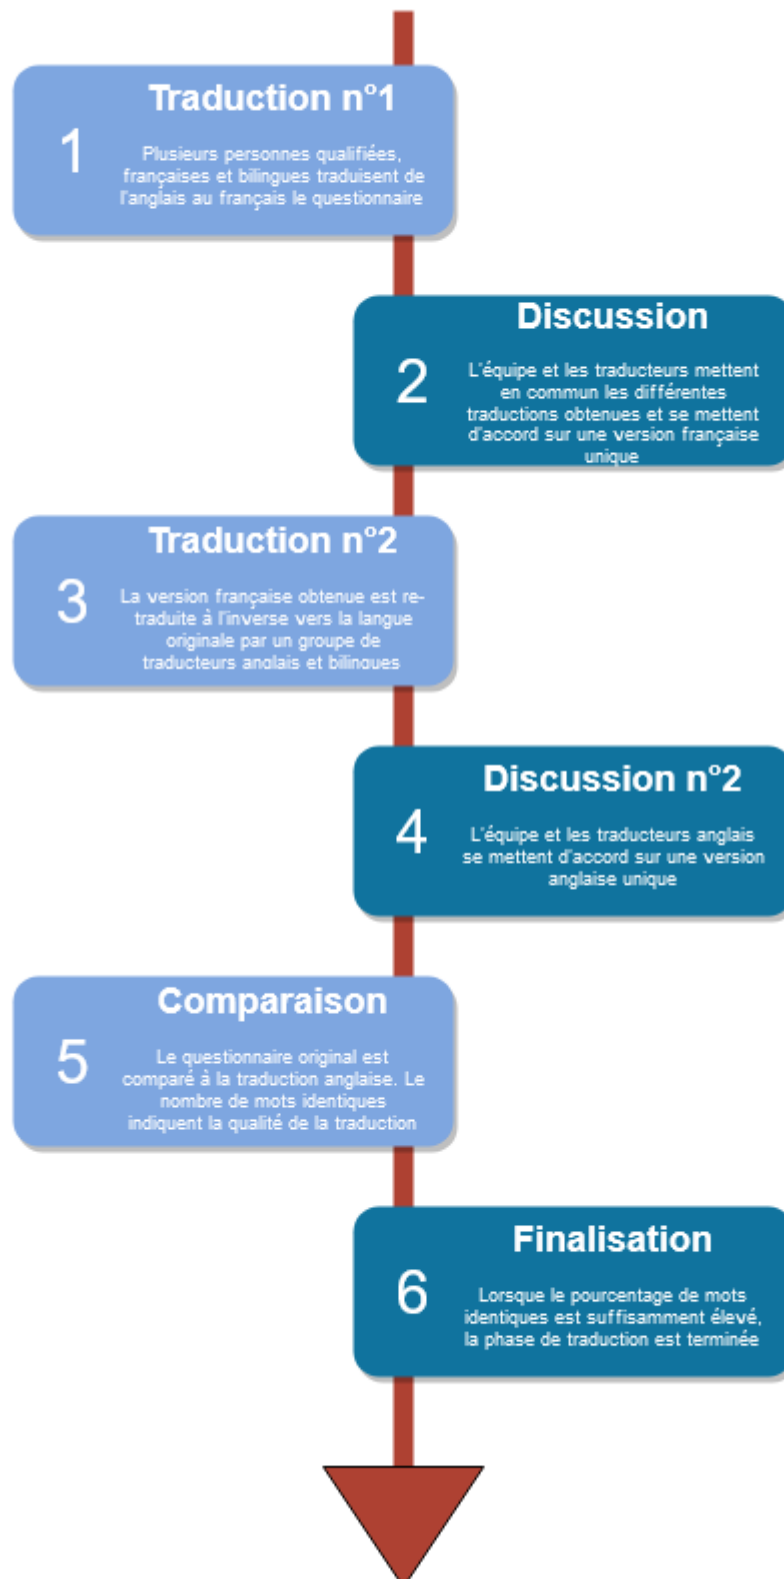 Traduction n°1
1
Plusieurs personnes qualifiées,
françaises et bilingues traduisent de
l'anglais au français le questionnaire
Discussion
2
L'équipe et les traducteurs mettent
en commun les différentes
traductions obtenues et se mettent
d'accord sur une version française
unique
Traduction n°2
3
La version française obtenue est re-
traduite à l'inverse vers la langue
originale par un groupe de
traducteurs anglais et bilingues
Discussion n°2
4
L'équipe et les traducteurs anglais
se mettent d'accord sur une version
anglaise unique
Comparaison
5
Le questionnaire original est
comparé à la traduction anglaise. Le
nombre de mots identiques
indiquent la qualité de la traduction
Finalisation
6
Lorsque le pourcentage de mots
identiques est suffisamment élevé,
la phase de traduction est terminée